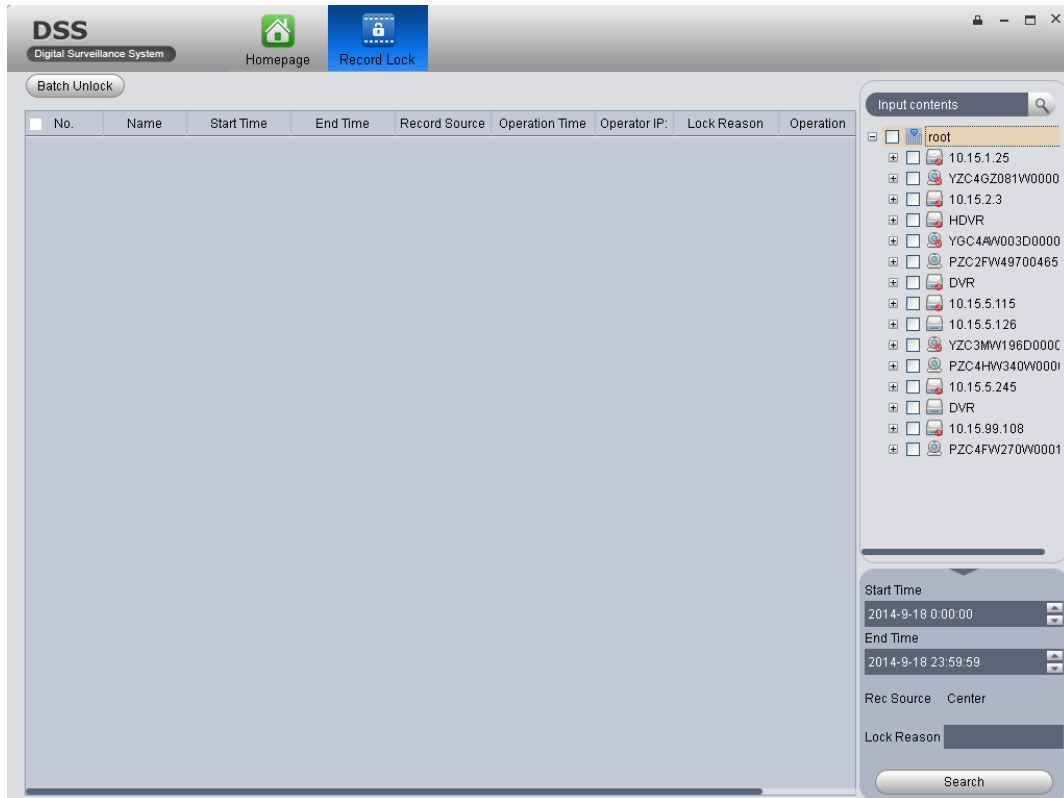 DSS
Digital Surveillance System
Homepage
Record Lock
Batch Unlock
No. Name Start Time End Time Record Source Operation Time Operator IP: Lock Reason Operation
Input contents
root
10.15.1.25
YZC4GZ081W0000
10.15.2.3
HDVR
YGC4AW003D0000
PZC2FW49700465
DVR
10.15.5.115
10.15.5.126
YZC3MW196D0000
PZC4HW340W000
10.15.5.245
DVR
10.15.99.108
PZC4FW270W0001
Start Time
2014-9-18 0:00:00
End Time
2014-9-18 23:59:59
Rec Source Center
Lock Reason
Search